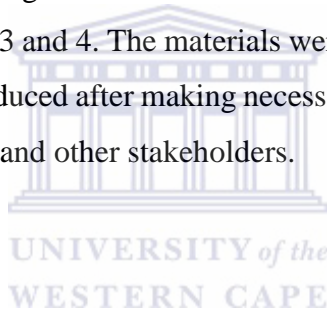 3 and 4. The materials wer
duced after making necess
and other stakeholders.
UNIVERSITY of the
WESTERN CAPE